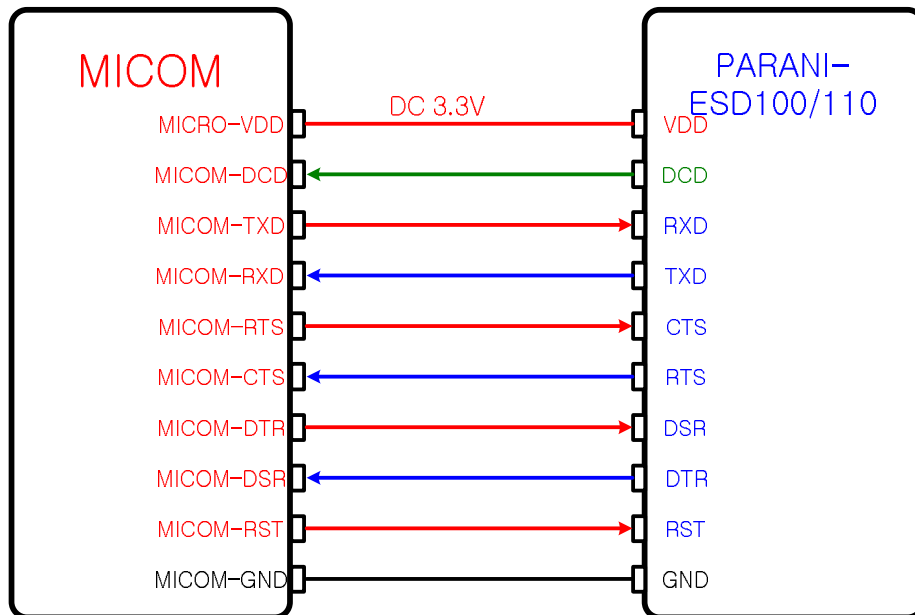 MICOM
PARANI-
ESD100/110
DC 3.3V
MICRO-VDD
VDD
MICOM-DCD
DCD
MICOM-TXD
RXD
MICOM-RXD
TXD
MICOM-RTS
CTS
MICOM-CTS
RTS
MICOM-DTR
DSR
MICOM-DSR
DTR
MICOM-RST
RST
MICOM-GND
GND